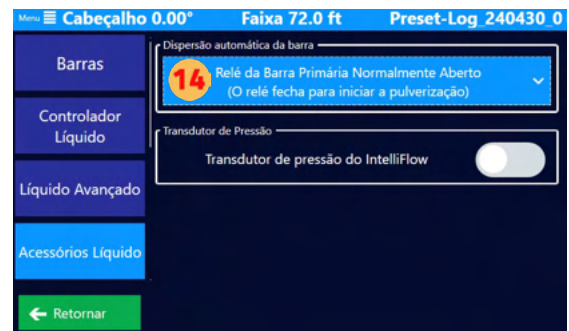 Menu Cabeçalho 0.00° Faixa 72.0 ft Preset-Log_240430_0
Barras
Controlador
Líquido
Líquido Avançado
Acessórios Líquido
Retornar
Dispersão automática da barra
14
Relé da Barra Primária Normalmente Aberto
(O relé fecha para iniciar a pulverização)
Transdutor de Pressão
Transdutor de pressão do IntelliFlow